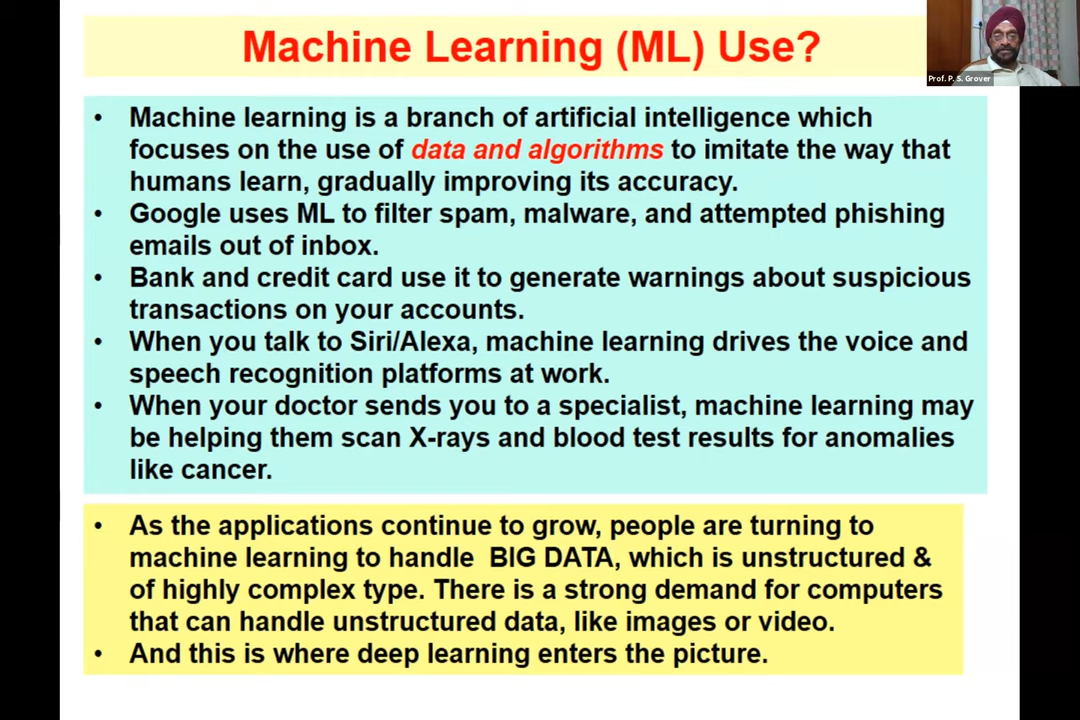 Machine Learning (ML) Use?
Prof. P. S. Grover
• Machine learning is a branch of artificial intelligence which
focuses on the use of data and algorithms to imitate the way that
humans learn, gradually improving its accuracy.
• Google uses ML to filter spam, malware, and attempted phishing
emails out of inbox.
• Bank and credit card use it to generate warnings about suspicious
transactions on your accounts.
• When you talk to Siri/Alexa, machine learning drives the voice and
speech recognition platforms at work.
• When your doctor sends you to a specialist, machine learning may
be helping them scan X-rays and blood test results for anomalies
like cancer.
• As the applications continue to grow, people are turning to
machine learning to handle BIG DATA, which is unstructured &
of highly complex type. There is a strong demand for computers
that can handle unstructured data, like images or video.
• And this is where deep learning enters the picture.